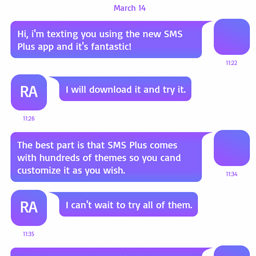 March 14
Hi, i'm texting you using the new SMS
Plus app and it's fantastic!
11:22
RA
I will download it and try it.
11:26
The best part is that SMS Plus comes
with hundreds of themes so you cand
customize it as you wish.
11:34
RA
I can't wait to try all of them.
11:35